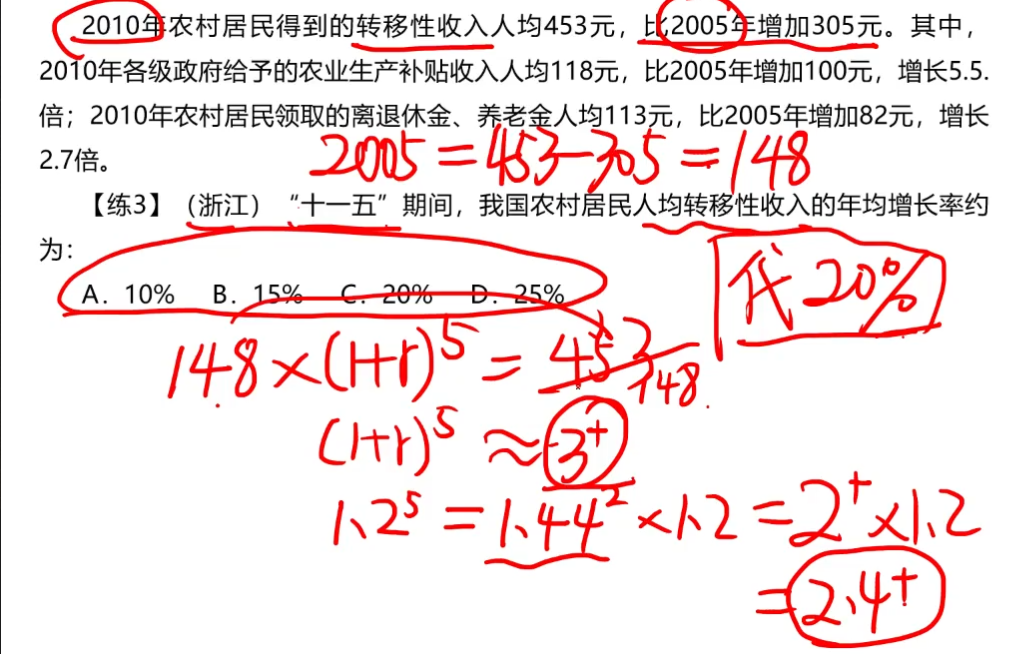 2010年农村居民得到的转移性收入人均453元，比2005年增加305元。其中，
2010年各级政府给予的农业生产补贴收入人均118元，比2005年增加100元，增长5.5.
倍；2010年农村居民领取的离退休金、养老金人均113元，比2005年增加82元，增长
2.7倍。
2005=453-305=148
【练3】（浙江）“十一五”期间，我国农村居民人均转移性收入的年均增长率约
为：
A. 10% B. 15% C. 20% D. 25%
代20%
148×(1+r)^5=453/148
(1+r)^5≈3^+
1.2^5=1.44^2×1.2=2^+×1.2
=2.4^+